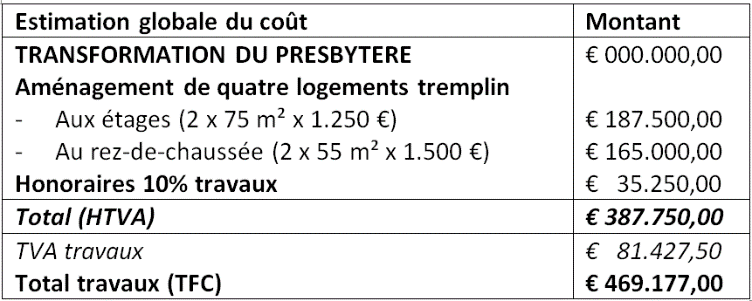 Estimation globale du coût Montant
TRANSFORMATION DU PRESBYTERE € 000.000,00
Aménagement de quatre logements tremplin
- Aux étages (2 x 75 m² x 1.250 €) € 187.500,00
- Au rez-de-chaussée (2 x 55 m² x 1.500 €) € 165.000,00
Honoraires 10% travaux € 35.250,00
Total (HTVA) € 387.750,00
TVA travaux € 81.427,50
Total travaux (TFC) € 469.177,00